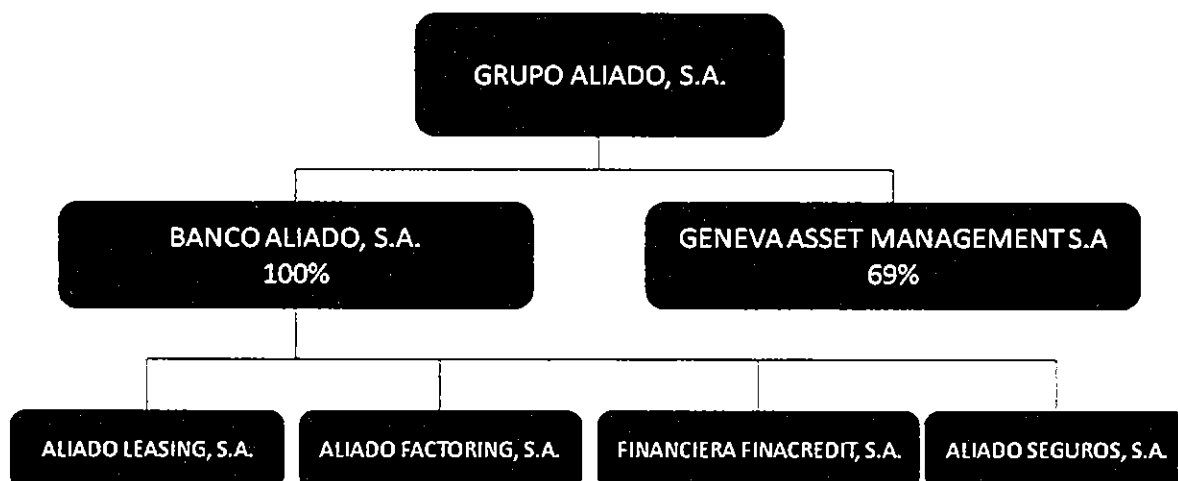 GRUPO ALIADO, S.A.
BANCO ALIADO, S.A.
100%
GENEVA ASSET MANAGEMENT S.A
69%
ALIADO LEASING, S.A.
ALIADO FACTORING, S.A.
FINANCIERA FINACREDIT, S.A.
ALIADO SEGUROS, S.A.